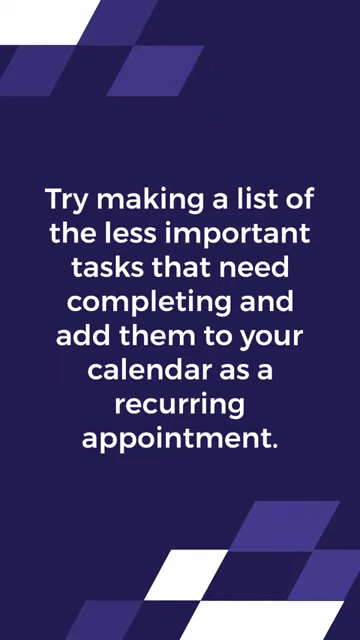 Try making a list of
the less important
tasks that need
completing and
add them to your
calendar as a
recurring
appointment.